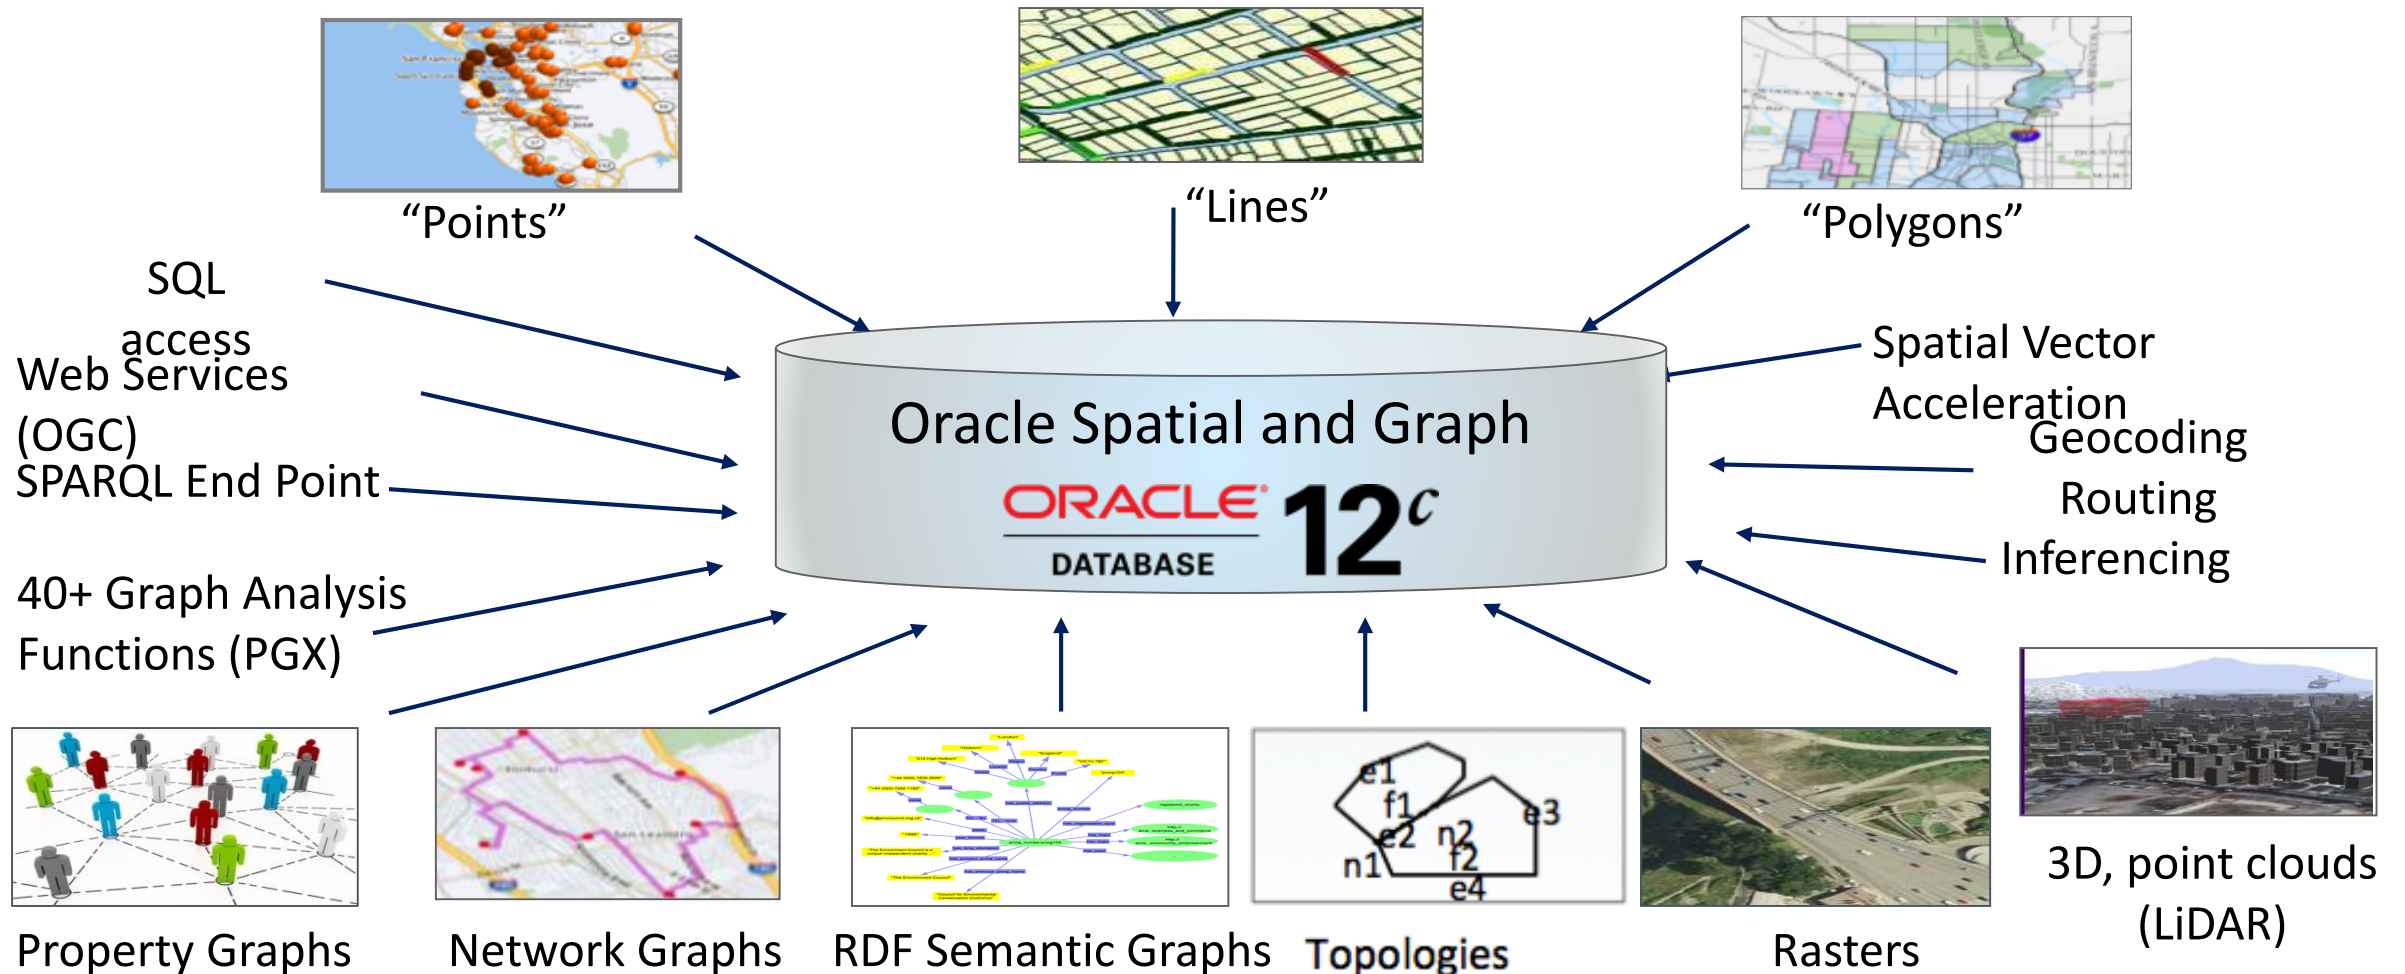 “Points”
“Lines”
“Polygons”
SQL
access
Web Services
(OGC)
SPARQL End Point
40+ Graph Analysis
Functions (PGX)
Oracle Spatial and Graph
ORACLE®
DATABASE
12c
Spatial Vector
Acceleration
Geocoding
Routing
Inferencing
e1
f1
e2
n1
n2
f2
e3
e4
3D, point clouds
(LiDAR)
Property Graphs
Network Graphs
RDF Semantic Graphs
Topologies
Rasters